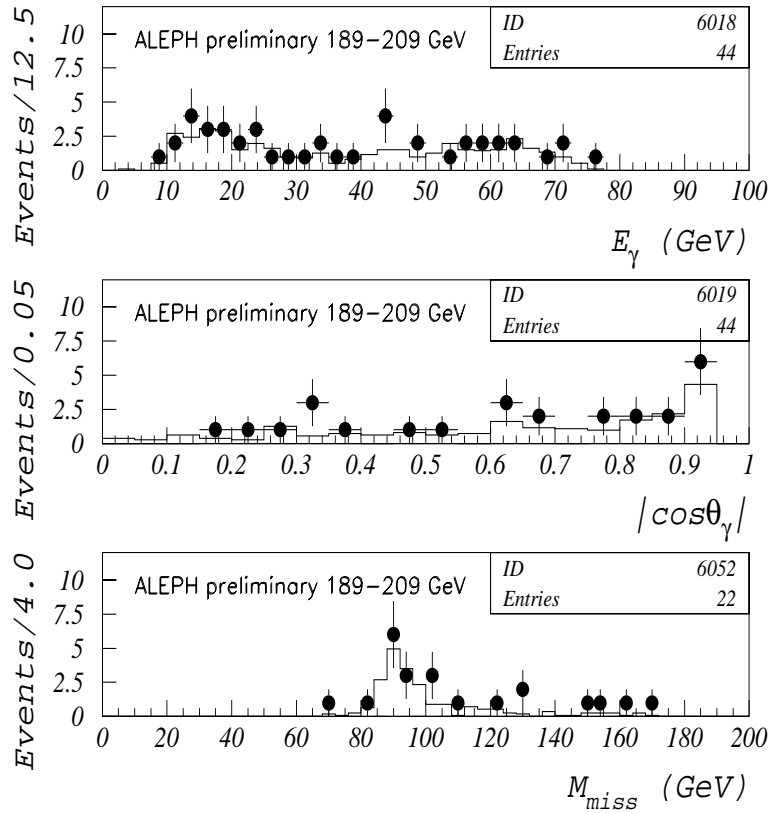 Events/12.5
10
7.5
5
2.5
0
ALEPH preliminary 189–209 GeV
ID 6018
Entries 44
0 10 20 30 40 50 60 70 80 90 100
Eγ (GeV)
Events/0.05
10
7.5
5
2.5
0
ALEPH preliminary 189–209 GeV
ID 6019
Entries 44
0 0.1 0.2 0.3 0.4 0.5 0.6 0.7 0.8 0.9 1
|cosθγ|
Events/4.0
10
7.5
5
2.5
0
ALEPH preliminary 189–209 GeV
ID 6052
Entries 22
0 20 40 60 80 100 120 140 160 180 200
Mmiss (GeV)